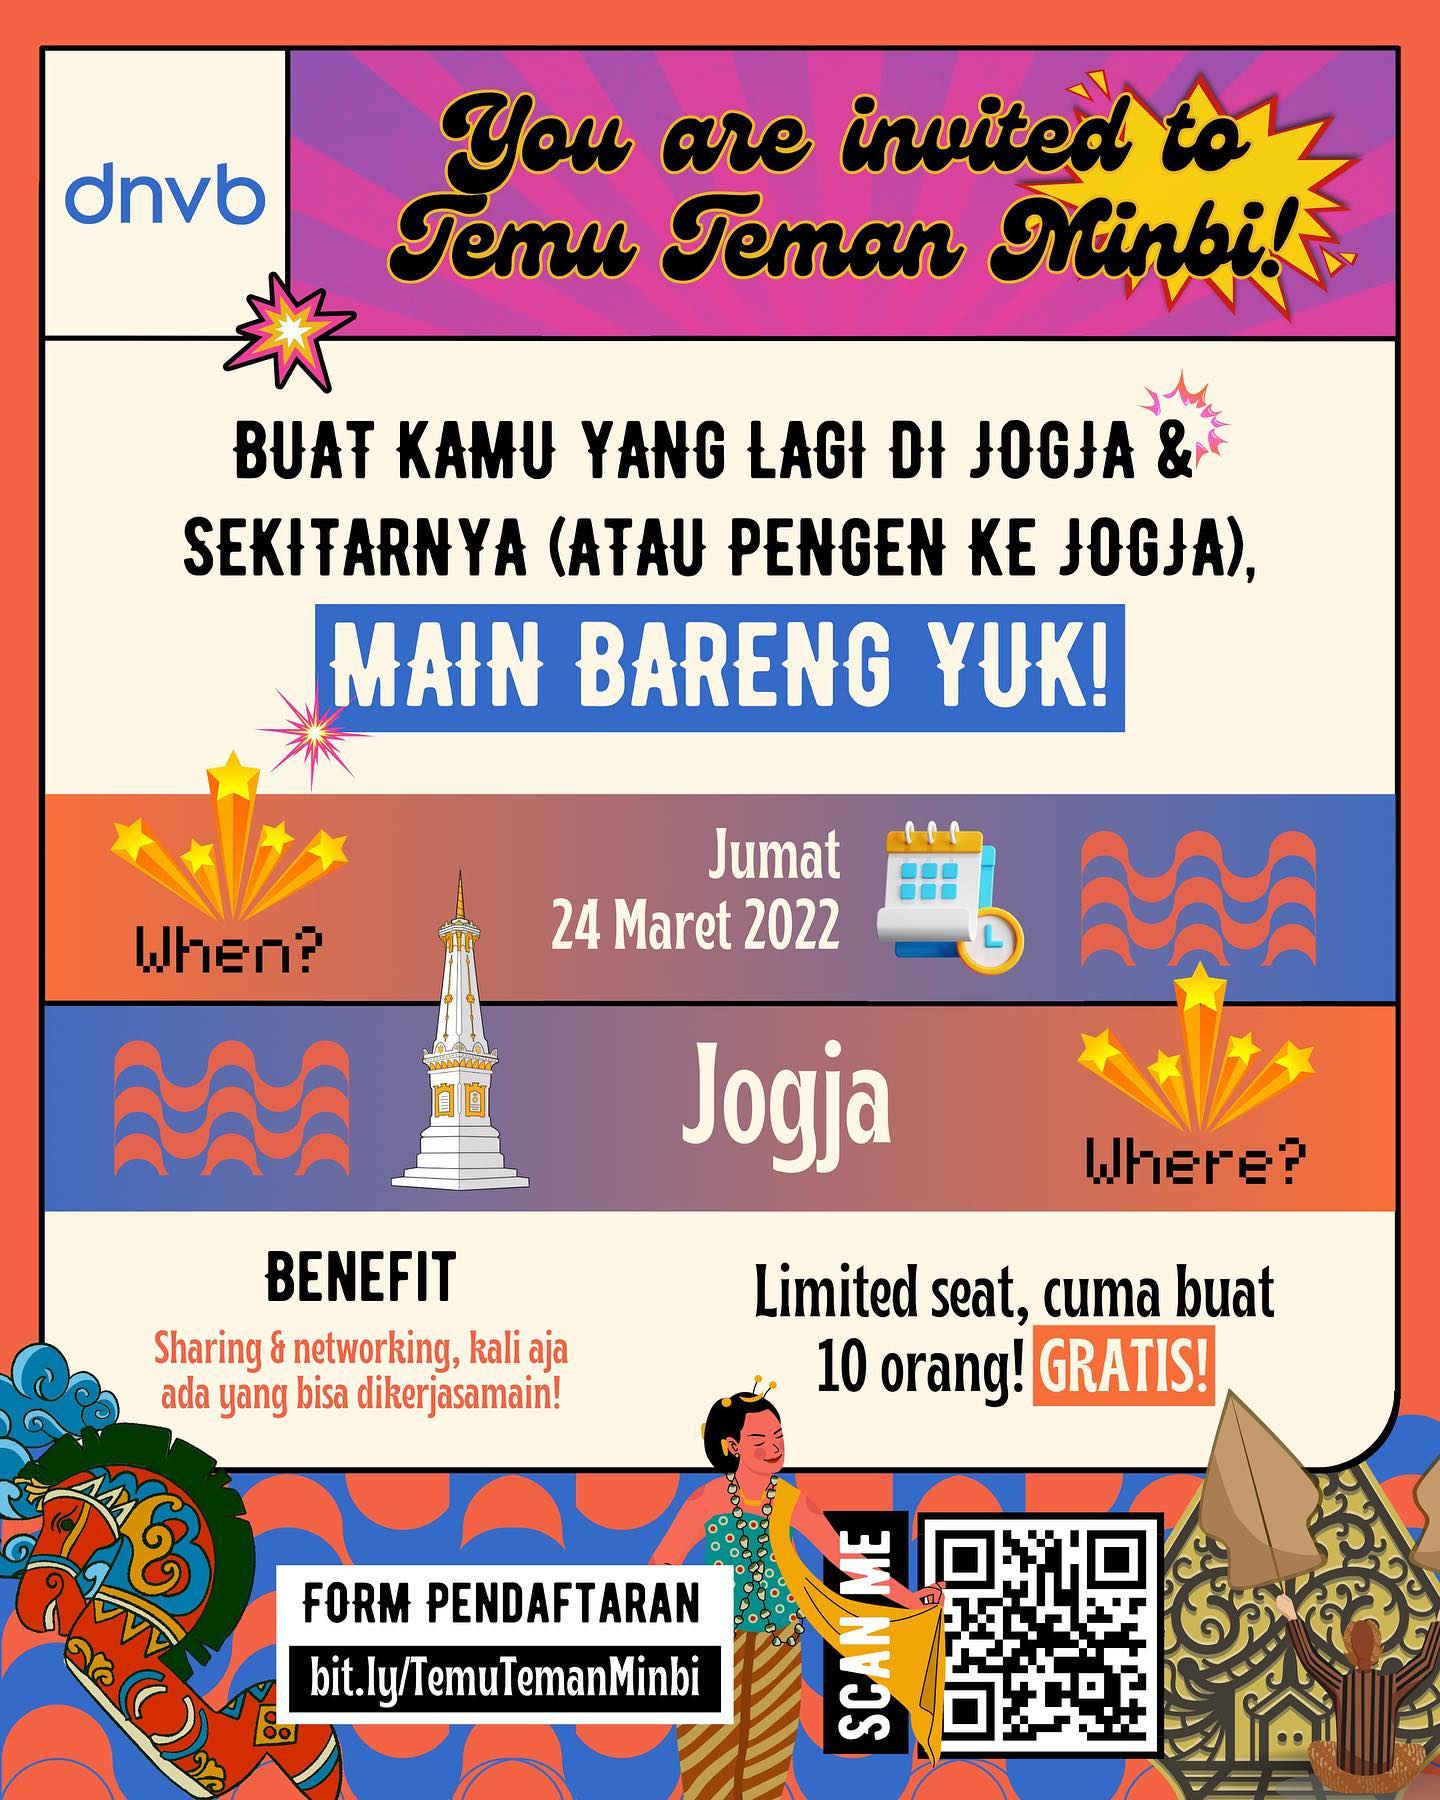 dnvb
You are invited to
Temu Teman Minbi!
BUAT KAMU YANG LAGI DI JOGJA &
SEKITARNYA (ATAU PENGEN KE JOGJA),
MAIN BARENG YUK!
When?
Jumat
24 Maret 2022
Jogja
Where?
BENEFIT
Sharing & networking, kali aja
ada yang bisa dikerjasamain!
Limited seat, cuma buat
10 orang! GRATIS!
FORM PENDAFTARAN
bit.ly/TemuTemanMinbi
SCAN ME